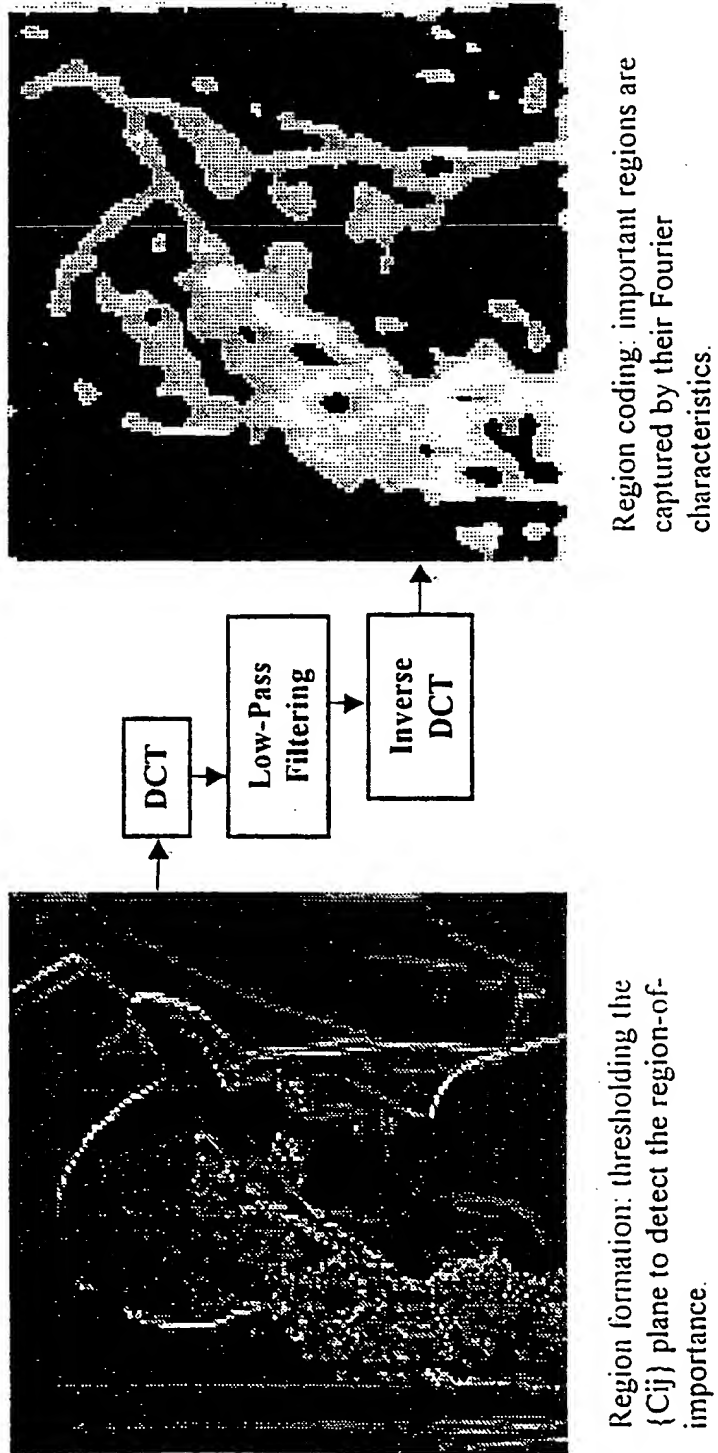 Region formation: thresholding the
{Cij} plane to detect the region-of-
importance.
DCT
Low-Pass
Filtering
Inverse
DCT
Region coding: important regions are
captured by their Fourier
characteristics.